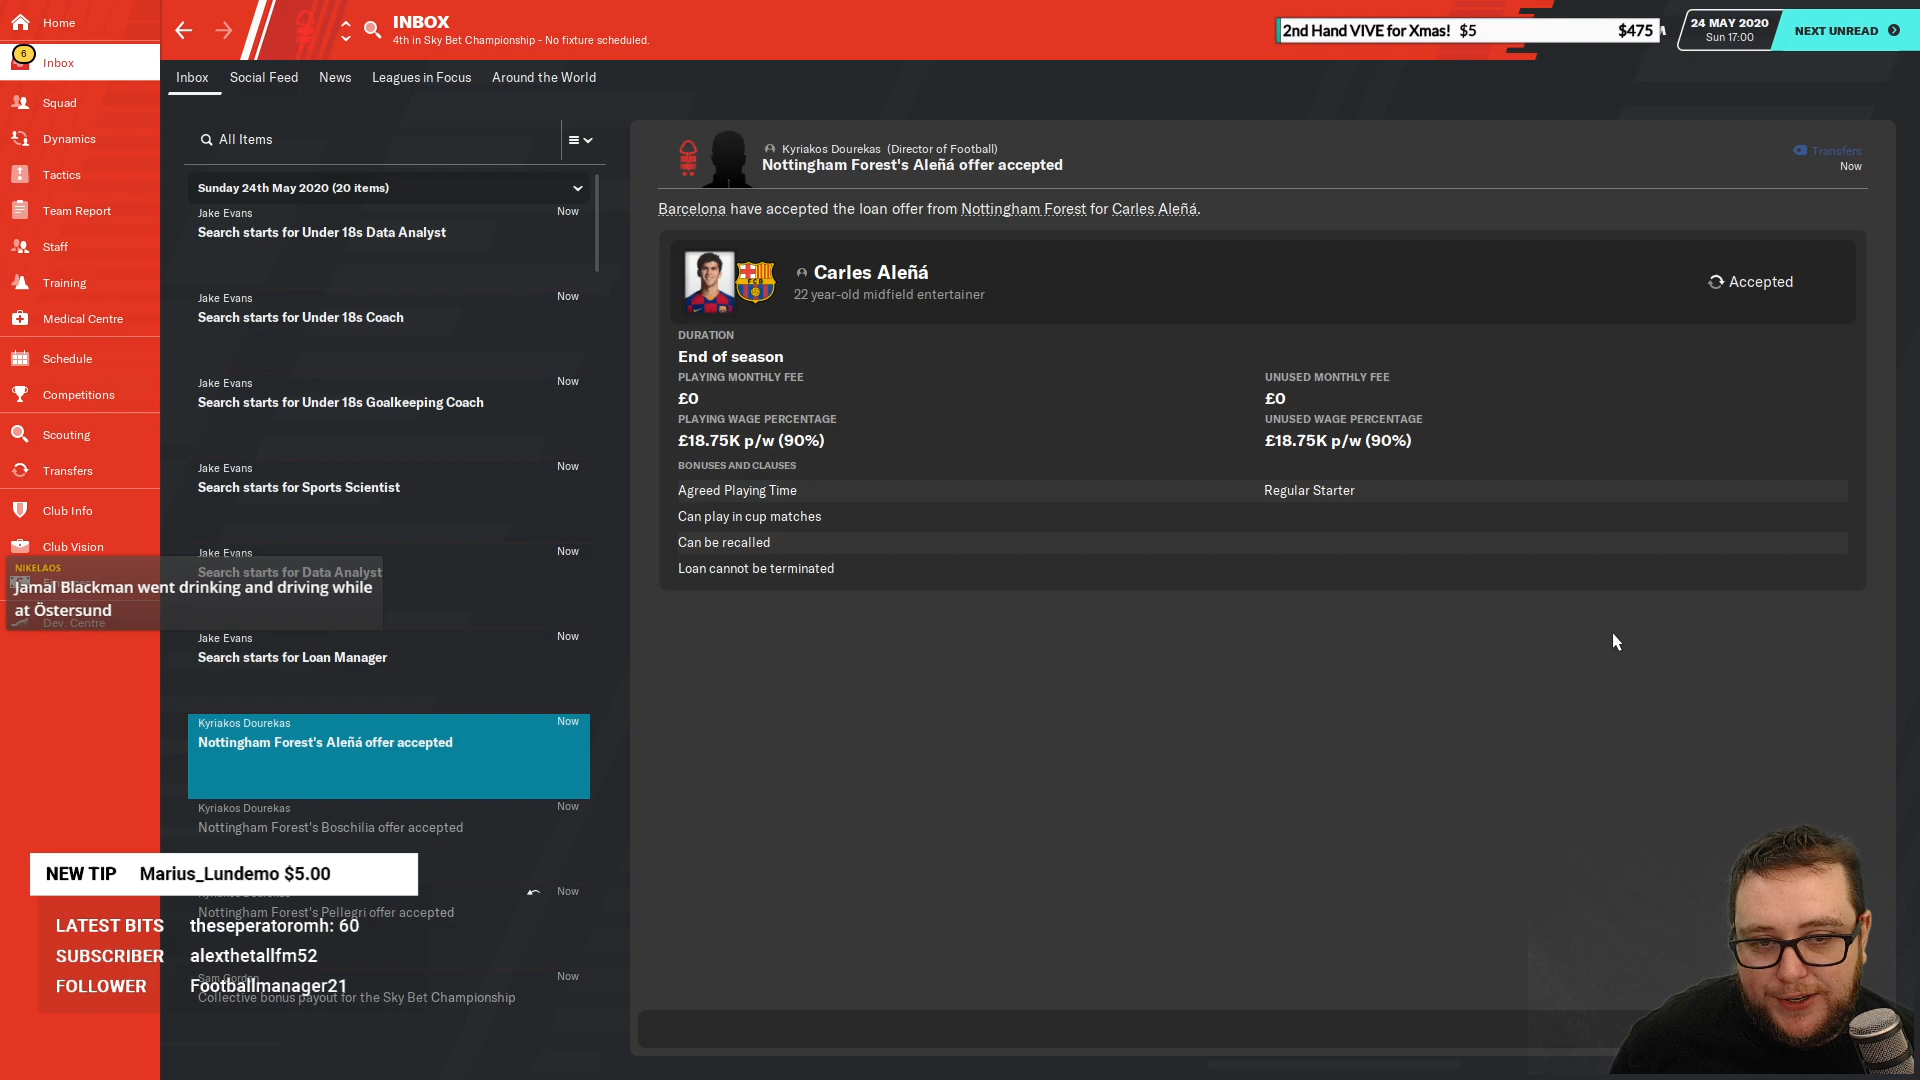 Home
6
Inbox
Squad
Dynamics
Tactics
Team Report
Staff
Training
Medical Centre
Schedule
Competitions
Scouting
Transfers
Club Info
Club Vision
Dev. Centre
INBOX
4th in Sky Bet Championship - No fixture scheduled.
2nd Hand VIVE for Xmas! $5 $475
24 MAY 2020
Sun 17:00
NEXT UNREAD
Inbox Social Feed News Leagues in Focus Around the World
All Items
Sunday 24th May 2020 (20 items)
Jake Evans Now
Search starts for Under 18s Data Analyst
Jake Evans Now
Search starts for Under 18s Coach
Jake Evans Now
Search starts for Under 18s Goalkeeping Coach
Jake Evans Now
Search starts for Sports Scientist
Jake Evans Now
Search starts for Data Analyst
NIKELAOS
Jamal Blackman went drinking and driving while
at Östersund
Jake Evans Now
Search starts for Loan Manager
Kyriakos Dourekas Now
Nottingham Forest's Aleñá offer accepted
Kyriakos Dourekas Now
Nottingham Forest's Boschilia offer accepted
NEW TIP Marius_Lundemo $5.00
Now
Nottingham Forest's Pellegri offer accepted
LATEST BITS theseperatoromh: 60
SUBSCRIBER alexthetallfm52
Sam Gordon Now
FOLLOWER Footballmanager21
Collective bonus payout for the Sky Bet Championship
Kyriakos Dourekas (Director of Football)
Nottingham Forest's Aleñá offer accepted
Transfers
Now
Barcelona have accepted the loan offer from Nottingham Forest for Carles Aleñá.
Carles Aleñá
22 year-old midfield entertainer
Accepted
DURATION
End of season
PLAYING MONTHLY FEE UNUSED MONTHLY FEE
£0 £0
PLAYING WAGE PERCENTAGE UNUSED WAGE PERCENTAGE
£18.75K p/w (90%) £18.75K p/w (90%)
BONUSES AND CLAUSES
Agreed Playing Time Regular Starter
Can play in cup matches
Can be recalled
Loan cannot be terminated